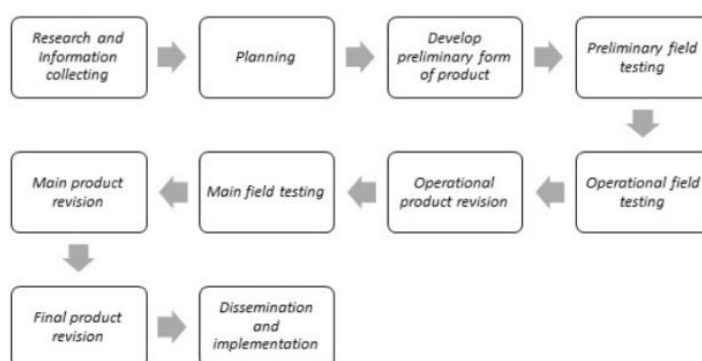 Research and
Information
collecting
Planning
Develop
preliminary form
of product
Preliminary field
testing
Operational field
testing
Operational
product revision
Main field testing
Main product
revision
Final product
revision
Dissemination
and
implementation